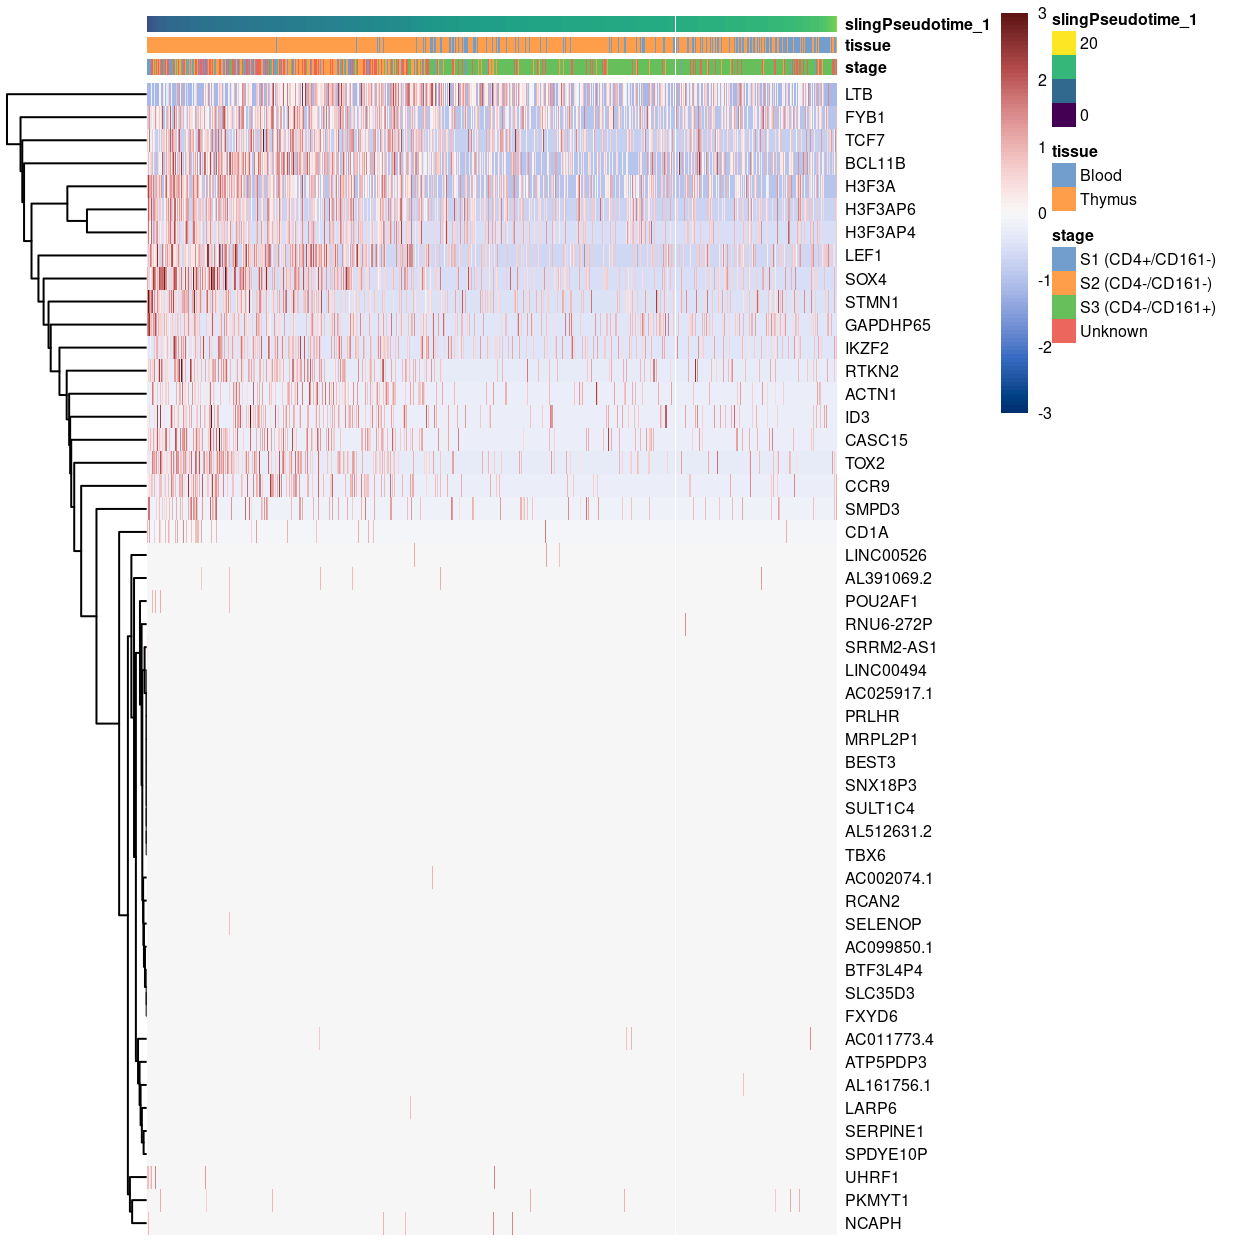 slingPseudotime_1
tissue
stage
LTB
FYB1
TCF7
BCL11B
H3F3A
H3F3AP6
H3F3AP4
LEF1
SOX4
STMN1
GAPDHP65
IKZF2
RTKN2
ACTN1
ID3
CASC15
TOX2
CCR9
SMPD3
CD1A
LINC00526
AL391069.2
POU2AF1
RNU6-272P
SRRM2-AS1
LINC00494
AC025917.1
PRLHR
MRPL2P1
BEST3
SNX18P3
SULT1C4
AL512631.2
TBX6
AC002074.1
RCAN2
SELENOP
AC099850.1
BTF3L4P4
SLC35D3
FXYD6
AC011773.4
ATP5PDP3
AL161756.1
LARP6
SERPINE1
SPDYE10P
UHRF1
PKMYT1
NCAPH
3
2
1
0
-1
-2
-3
slingPseudotime_1
20
0
tissue
Blood
Thymus
stage
S1 (CD4+/CD161-)
S2 (CD4-/CD161-)
S3 (CD4-/CD161+)
Unknown